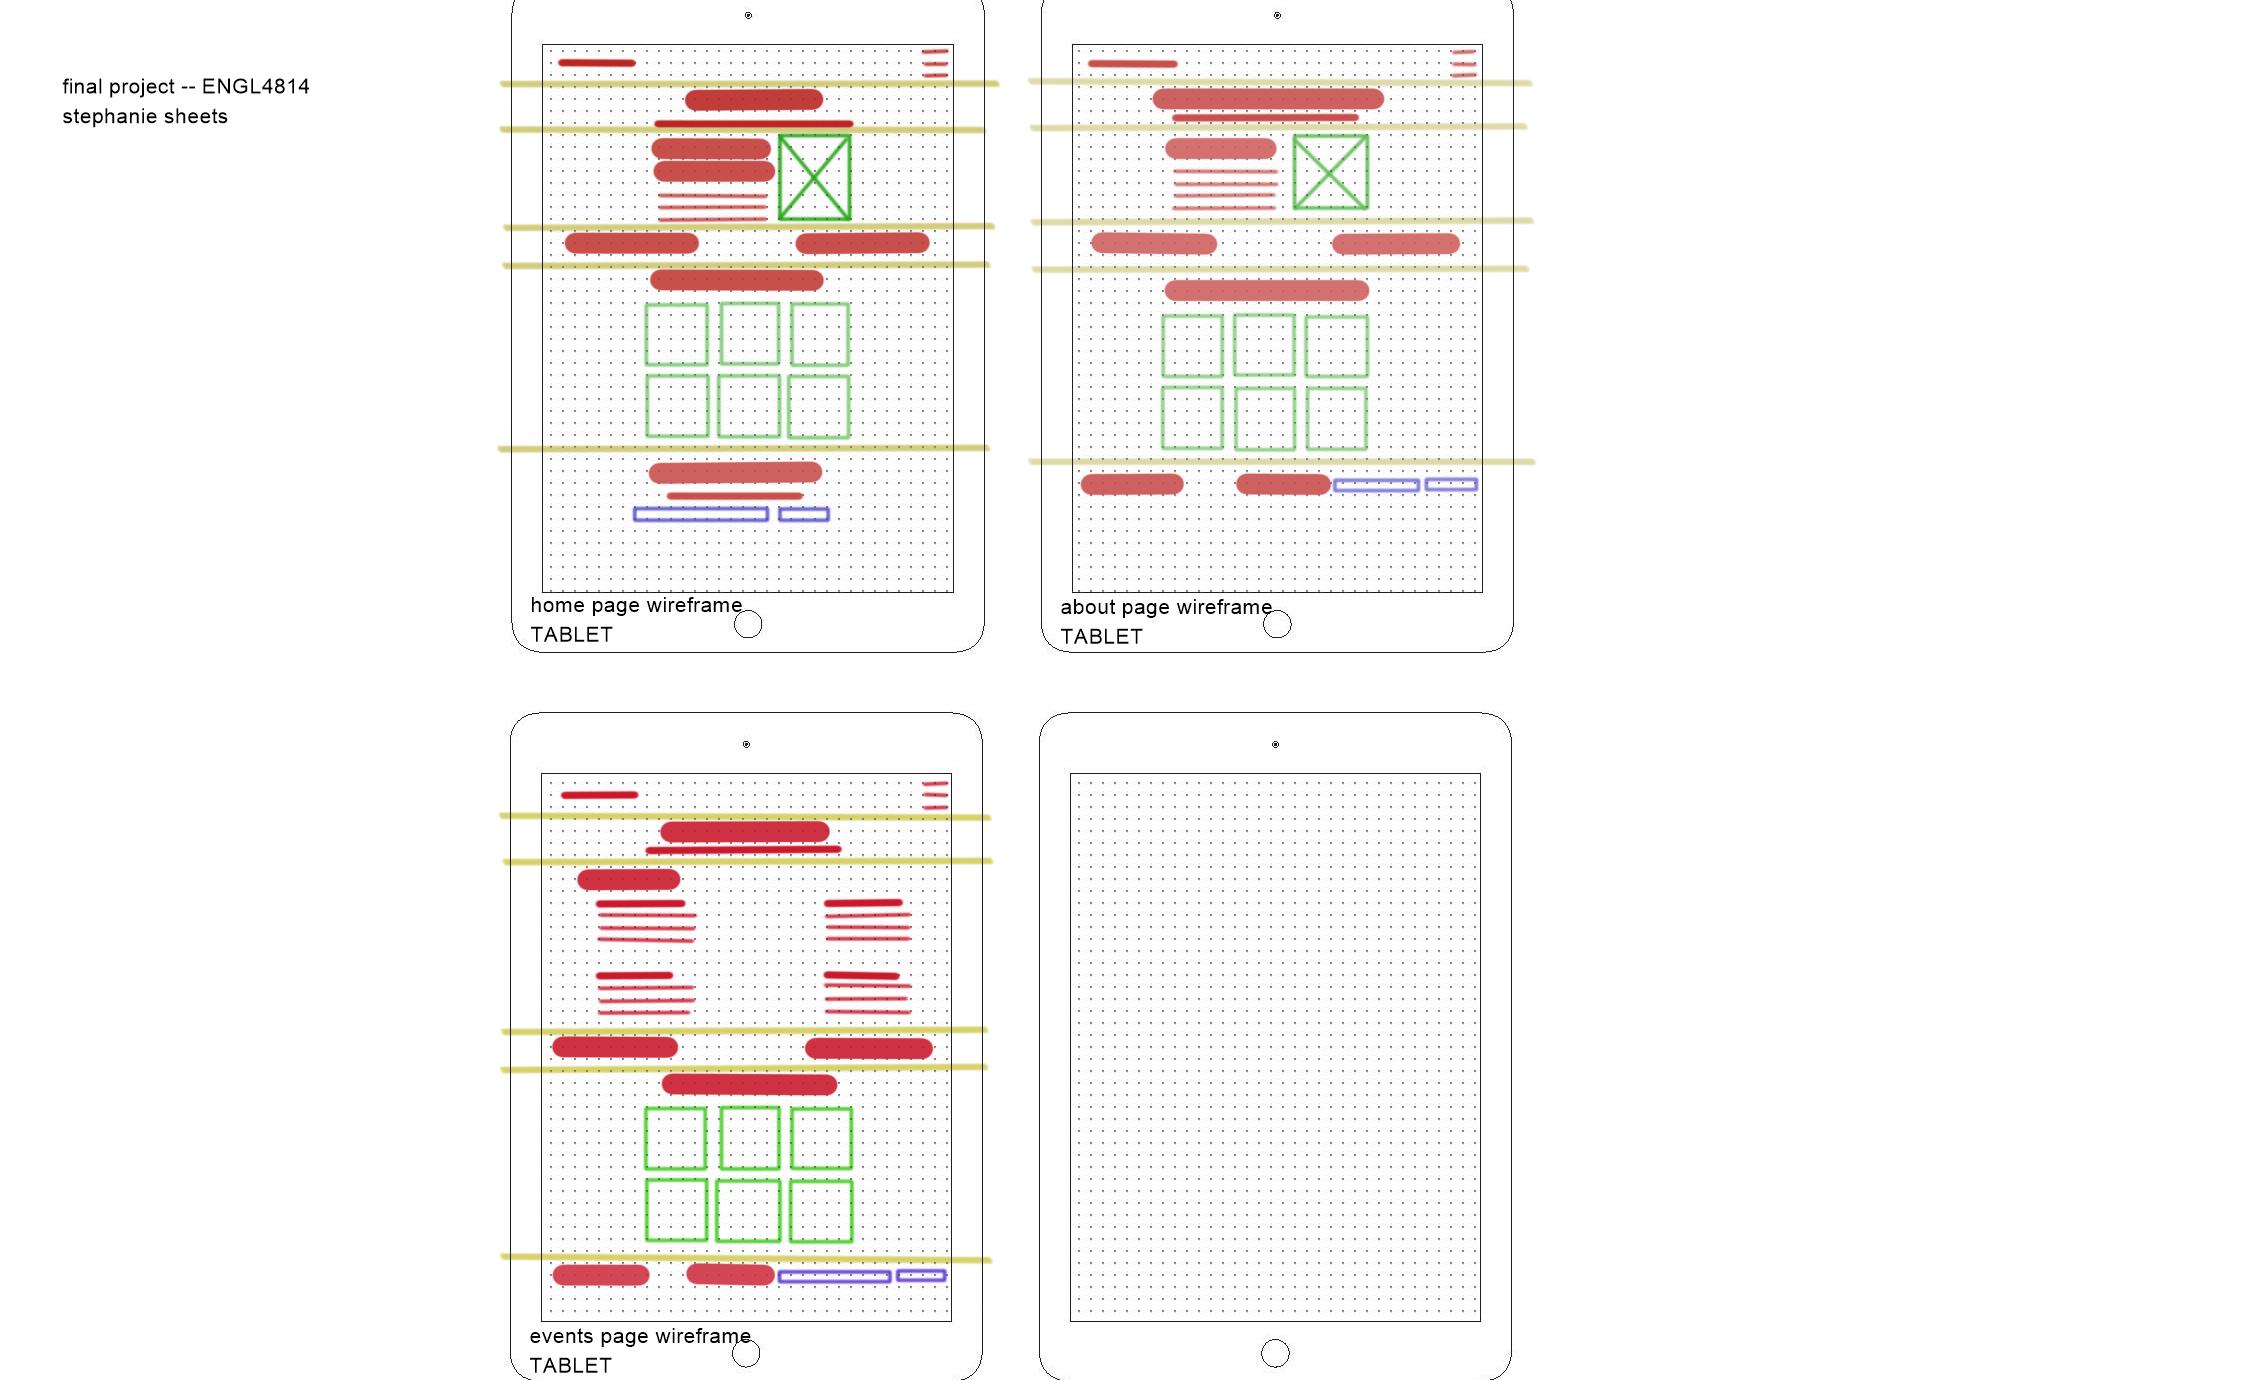 final project -- ENGL4814
stephanie sheets
home page wireframe
TABLET
about page wireframe
TABLET
events page wireframe
TABLET